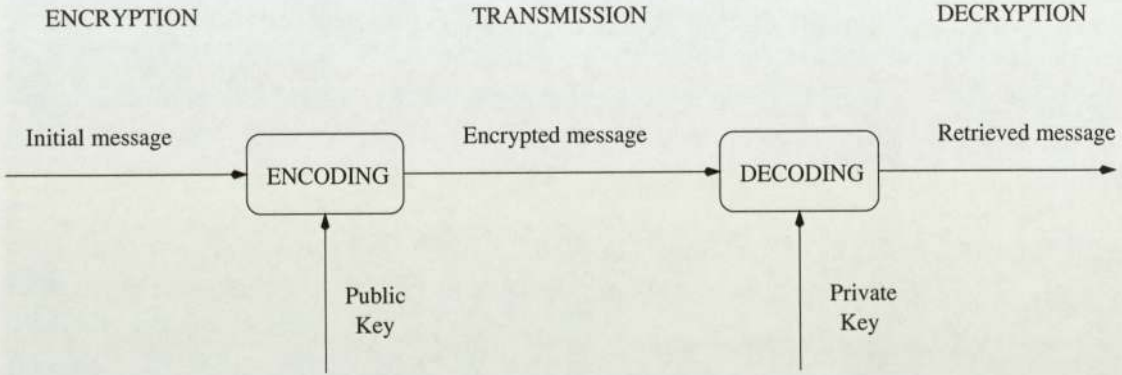 ENCRYPTION TRANSMISSION DECRYPTION
Initial message Encrypted message Retrieved message
ENCODING DECODING
Public Private
Key Key